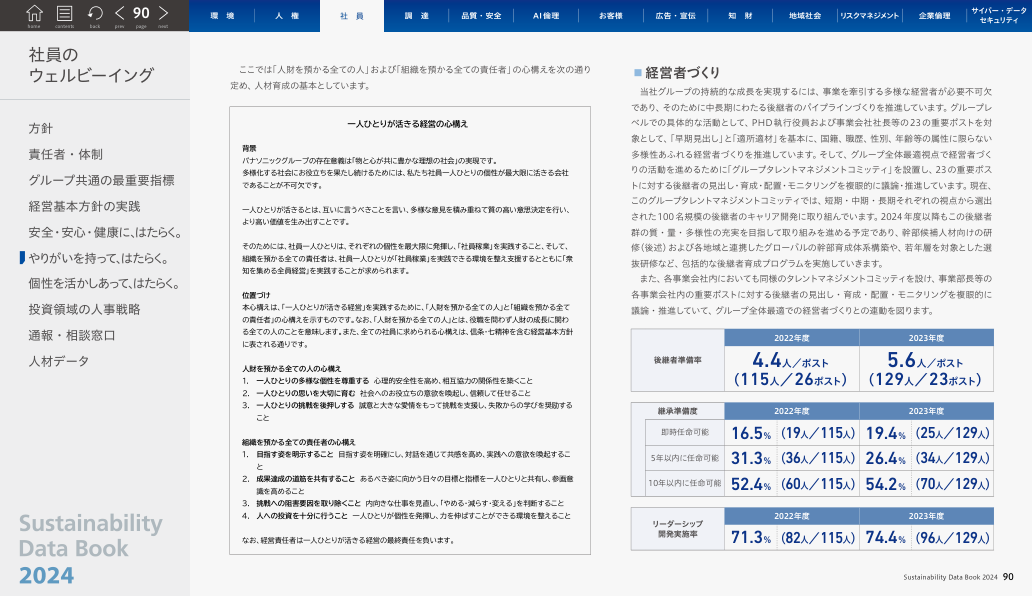 home
contents
back
prev
90
page
next
環　境
人　権
社　員
調　達
品質・安全
AI倫理
お客様
広告・宣伝
知　財
地域社会
リスクマネジメント
企業倫理
サイバー・データ
セキュリティ
社員の
ウェルビーイング
方針
責任者・体制
グループ共通の最重要指標
経営基本方針の実践
安全・安心・健康に、はたらく。
やりがいを持って、はたらく。
個性を活かしあって、はたらく。
投資領域の人事戦略
通報・相談窓口
人材データ
Sustainability
Data Book
2024
ここでは「人財を預かる全ての人」および「組織を預かる全ての責任者」の心構えを次の通り
定め、人材育成の基本としています。
一人ひとりが活きる経営の心構え
背景
パナソニックグループの存在意義は「物と心が共に豊かな理想の社会」の実現です。
多様化する社会にお役立ちを果たし続けるためには、私たち社員一人ひとりの個性が最大限に活きる会社
であることが不可欠です。
一人ひとりが活きるとは、互いに言うべきことを言い、多様な意見を積み重ねて質の高い意思決定を行い、
より高い価値を生み出すことです。
そのためには、社員一人ひとりは、それぞれの個性を最大限に発揮し、「社員稼業」を実践すること、そして、
組織を預かる全ての責任者は、一人ひとりが「社員稼業」を実践できる環境を整え支援するとともに「衆
知を集める全員経営」を実践することが求められます。
位置づけ
本心構えは、「一人ひとりが活きる経営」を実践するために、「人財を預かる全ての人」と「組織を預かる全て
の責任者」の心構えを示すものです。なお、「人財を預かる全ての人」とは、役職を問わず人財の成長に関わ
る全ての人のことを意味します。また、全ての社員に求められる心構えは、信条・七精神を含む経営基本方針
に表される通りです。
人財を預かる全ての人の心構え
1. 一人ひとりの多様な個性を尊重する 心理的安全性を高め、相互協力の関係性を築くこと
2. 一人ひとりの思いを大切に育む 社会へのお役立ちの意欲を喚起し、信頼して任せること
3. 一人ひとりの挑戦を後押しする 誠意と大きな愛情をもって挑戦を支援し、失敗からの学びを奨励する
こと
組織を預かる全ての責任者の心構え
1. 目指す姿を明示すること 目指す姿を明確にし、対話を通じて共感を高め、実践への意欲を喚起するこ
と
2. 成果達成の道筋を共有すること あるべき姿に向かう日々の目標と指標を一人ひとりと共有し、参画意
識を高めること
3. 挑戦への阻害要因を取り除くこと 内向きな仕事を見直し、「やめる・減らす・変える」を判断すること
4. 人への投資を十分に行うこと 一人ひとりが個性を発揮し、力を伸ばすことができる環境を整えること
なお、経営責任者は一人ひとりが活きる経営の最終責任を負います。
■ 経営者づくり
当社グループの持続的な成長を実現するには、事業を牽引する多様な経営者が必要不可欠
であり、そのために中長期にわたる後継者のパイプラインづくりを推進しています。グループレ
ベルでの具体的な活動として、PHD執行役員および事業会社社長等の23の重要ポストを対
象として、「早期見出し」と「適所適材」を基本に、国籍、職歴、性別、年齢等の属性に限らない
多様性あふれる経営者づくりを推進しています。そして、グループ全体最適視点で経営者づく
りの活動を進めるために「グループタレントマネジメントコミッティ」を設置し、23の重要ポス
トに対する後継者の見出し・育成・配置・モニタリングを複眼的に議論・推進しています。現在、
このグループタレントマネジメントコミッティでは、短期・中期・長期それぞれの視点から選出
された100名規模の後継者のキャリア開発に取り組んでいます。2024年度以降もこの後継者
群の質・量・多様性の充実を目指して取り組みを進める予定であり、幹部候補人材向けの研
修（後述）および各地域と連携したグローバルの幹部育成体系構築や、若年層を対象とした選
抜研修など、包括的な後継者育成プログラムを実施していきます。
また、各事業会社内においても同様のタレントマネジメントコミッティを設け、事業部長等の
各事業会社内の重要ポストに対する後継者の見出し・育成・配置・モニタリングを複眼的に
議論・推進していて、グループ全体最適での経営者づくりとの連動を図ります。
後継者準備率
2022年度
2023年度
4.4人／ポスト
（115人／26ポスト）
5.6人／ポスト
（129人／23ポスト）
継承準備度
2022年度
2023年度
即時任命可能
16.5%
（19人／115人）
19.4%
（25人／129人）
5年以内に任命可能
31.3%
（36人／115人）
26.4%
（34人／129人）
10年以内に任命可能
52.4%
（60人／115人）
54.2%
（70人／129人）
リーダーシップ
開発実施率
2022年度
2023年度
71.3%
（82人／115人）
74.4%
（96人／129人）
Sustainability Data Book 2024 90